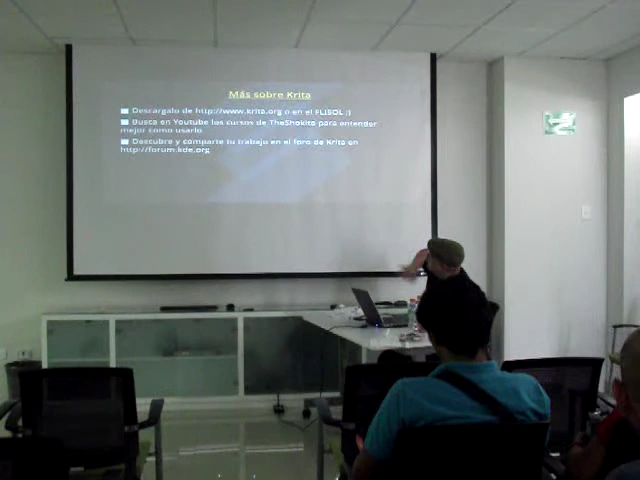 Más sobre Krita
Descargalo de http://www.krita.org o en el FLISOL ;)
Busca en Youtube los cursos de TheShokita para entender
mejor como usarlo
Descubre y comparte tu trabajo en el foro de Krita en
http://forum.kde.org